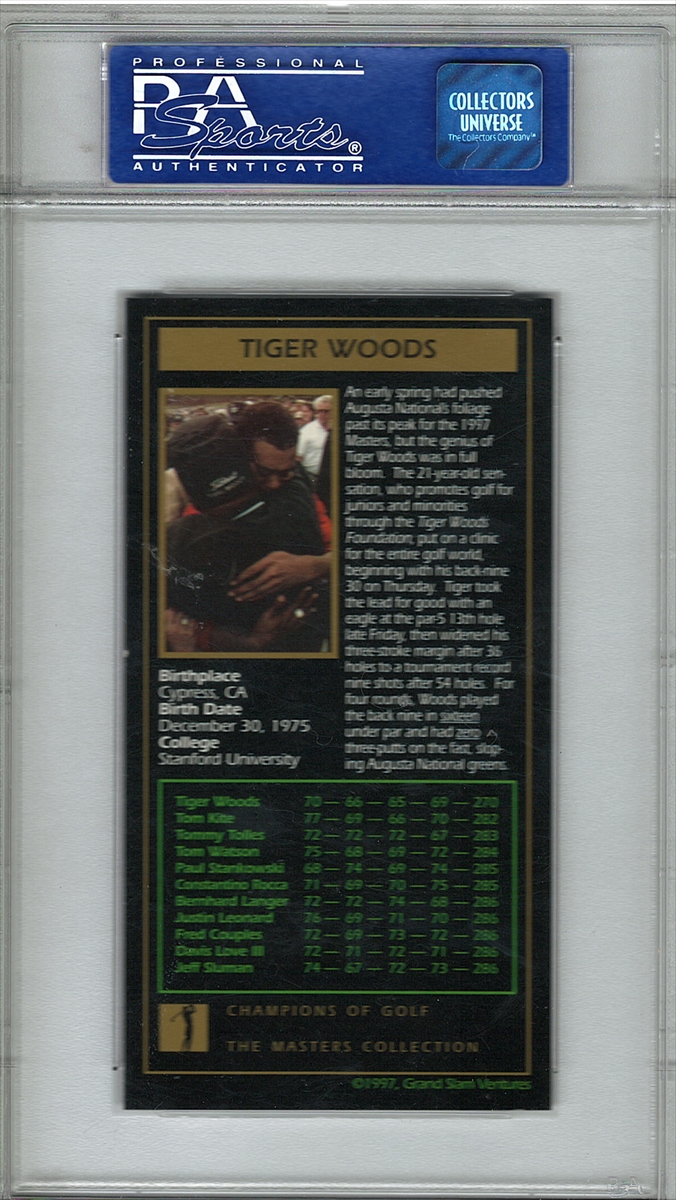 PROFESSIONAL
PSA
Sports®
AUTHENTICATOR
COLLECTORS
UNIVERSE
The Collectors Company™
TIGER WOODS
An early spring had pushed
Augusta National's foliage
past its peak for the 1997
Masters, but the genius of
Tiger Woods was in full
bloom. The 21-year-old sen-
sation, who promotes golf for
juniors and minorities
through the Tiger Woods
Foundation, put on a clinic
for the entire golf world,
beginning with his back-nine
30 on Thursday. Tiger took
the lead for good with an
eagle at the par-5 13th hole
late Friday, then widened his
three-stroke margin after 36
holes to a tournament record
nine shots after 54 holes. For
four rounds, Woods played
the back nine in sixteen
under par and had zero
three-putts on the fast, slop-
ing Augusta National greens.
Birthplace
Cypress, CA
Birth Date
December 30, 1975
College
Stanford University
Tiger Woods 70 — 66 — 65 — 69 — 270
Tom Kite 77 — 69 — 66 — 70 — 282
Tommy Tolles 72 — 72 — 72 — 67 — 283
Tom Watson 75 — 68 — 69 — 72 — 284
Paul Stankowski 68 — 74 — 69 — 74 — 285
Constantino Rocca 71 — 69 — 70 — 75 — 285
Bernhard Langer 72 — 72 — 74 — 68 — 286
Justin Leonard 76 — 69 — 71 — 70 — 286
Fred Couples 72 — 69 — 73 — 72 — 286
Davis Love III 72 — 71 — 72 — 71 — 286
Jeff Sluman 74 — 67 — 72 — 73 — 286
CHAMPIONS OF GOLF
THE MASTERS COLLECTION
©1997, Grand Slam Ventures
PSA